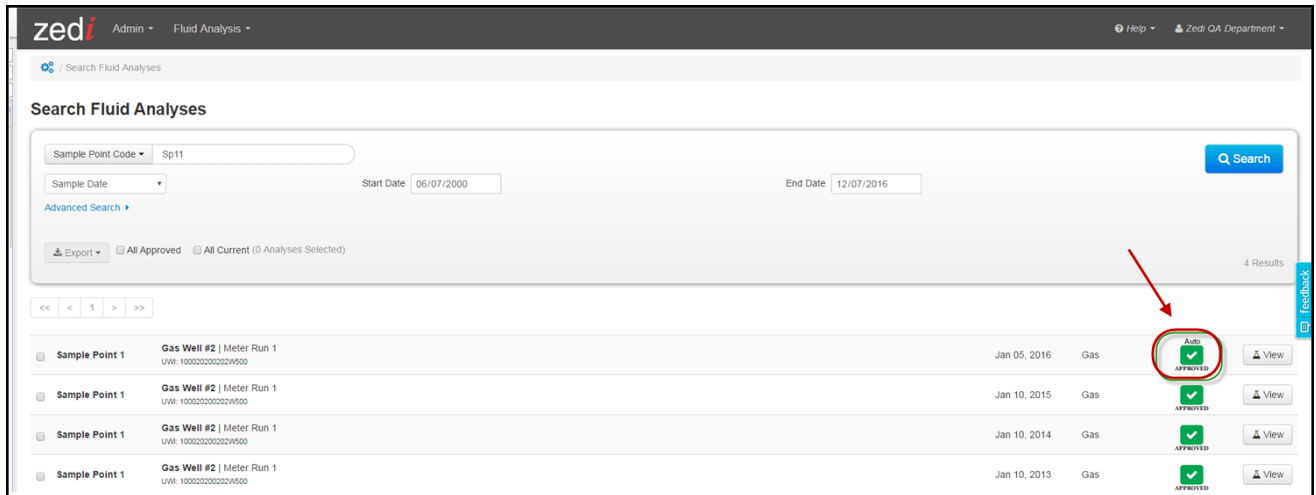 zedi Admin Fluid Analysis Help Zedi QA Department
/ Search Fluid Analyses
Search Fluid Analyses
Sample Point Code Sp11 Search
Sample Date Start Date 06/07/2000 End Date 12/07/2016
Advanced Search
Export All Approved All Current (0 Analyses Selected)
4 Results
feedback
<< < 1 > >>
Sample Point 1 Gas Well #2 | Meter Run 1 Jan 05, 2016 Gas Auto View
UWI: 100020200202W500 APPROVED
Sample Point 1 Gas Well #2 | Meter Run 1 Jan 10, 2015 Gas View
UWI: 100020200202W500 APPROVED
Sample Point 1 Gas Well #2 | Meter Run 1 Jan 10, 2014 Gas View
UWI: 100020200202W500 APPROVED
Sample Point 1 Gas Well #2 | Meter Run 1 Jan 10, 2013 Gas View
UWI: 100020200202W500 APPROVED